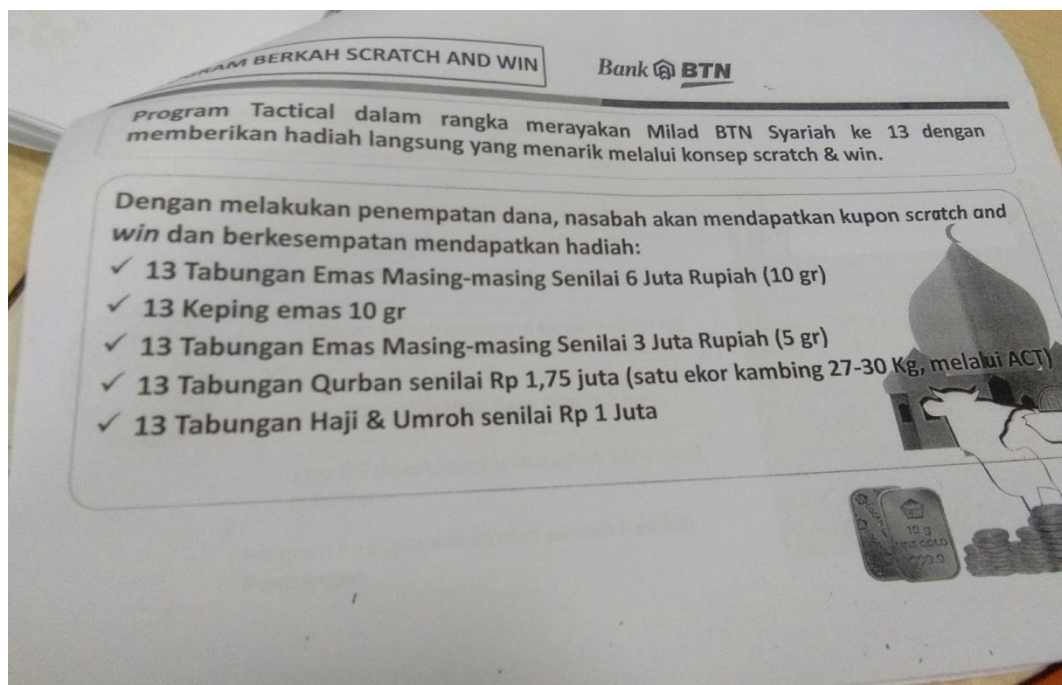 BERKAH SCRATCH AND WIN
Bank BTN
Program Tactical dalam rangka merayakan Milad BTN Syariah ke 13 dengan
memberikan hadiah langsung yang menarik melalui konsep scratch & win.
Dengan melakukan penempatan dana, nasabah akan mendapatkan kupon scratch and
win dan berkesempatan mendapatkan hadiah:
✓ 13 Tabungan Emas Masing-masing Senilai 6 Juta Rupiah (10 gr)
✓ 13 Keping emas 10 gr
✓ 13 Tabungan Emas Masing-masing Senilai 3 Juta Rupiah (5 gr)
✓ 13 Tabungan Qurban senilai Rp 1,75 juta (satu ekor kambing 27-30 Kg, melalui ACT)
✓ 13 Tabungan Haji & Umroh senilai Rp 1 Juta
10 g
FINE GOLD
999.9